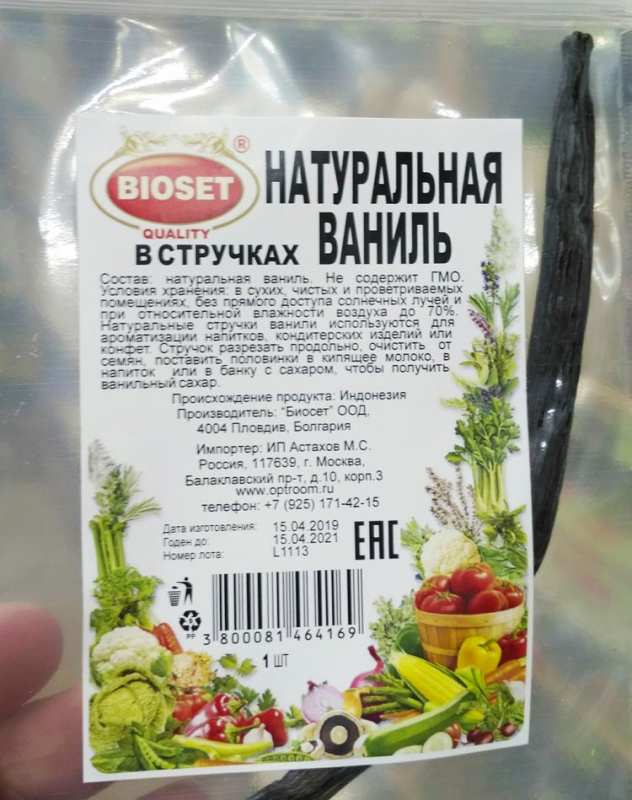 BIOSET ®
QUALITY
НАТУРАЛЬНАЯ
В СТРУЧКАХ ВАНИЛЬ
Состав: натуральная ваниль. Не содержит ГМО.
Условия хранения: в сухих, чистых и проветриваемых
помещениях, без прямого доступа солнечных лучей и
при относительной влажности воздуха до 70%.
Натуральные стручки ванили используются для
ароматизации напитков, кондитерских изделий или
конфет. Стручок разрезать продольно, очистить от
семян, поставить половинки в кипящее молоко, в
напиток или в банку с сахаром, чтобы получить
ванильный сахар.
Происхождение продукта: Индонезия
Производитель: "Биосет" ООД,
4004 Пловдив, Болгария
Импортер: ИП Астахов М.С.
Россия, 117639, г. Москва,
Балаклавский пр-т, д.10, корп.3
www.optroom.ru
телефон: +7 (925) 171-42-15
Дата изготовления: 15.04.2019
Годен до: 15.04.2021
Номер лота: L1113
ЕАС
5
PP
3 800081 464169
1 шт